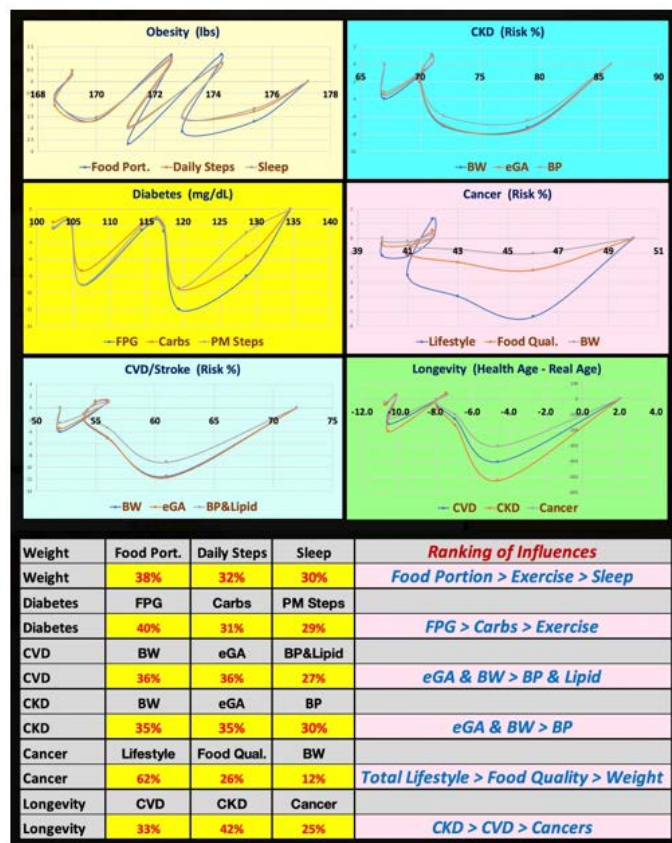 Obesity (lbs)
168 170 172 174 176 178
Food Port. Daily Steps Sleep
CKD (Risk %)
65 70 75 80 85 90
BW eGA BP
Diabetes (mg/dL)
100 105 110 115 120 125 130 135 140
FPG Carbs PM Steps
Cancer (Risk %)
39 41 43 45 47 49 51
Lifestyle Food Qual. BW
CVD/Stroke (Risk %)
50 55 60 65 70 75
BW eGA BP&Lipid
Longevity (Health Age - Real Age)
-12.0 -10.0 -8.0 -6.0 -4.0 -2.0 0.0 2.0 4.0
CVD CKD Cancer
Weight Food Port. Daily Steps Sleep Ranking of Influences
Weight 38% 32% 30% Food Portion > Exercise > Sleep
Diabetes FPG Carbs PM Steps
Diabetes 40% 31% 29% FPG > Carbs > Exercise
CVD BW eGA BP&Lipid
CVD 36% 36% 27% eGA & BW > BP & Lipid
CKD BW eGA BP
CKD 35% 35% 30% eGA & BW > BP
Cancer Lifestyle Food Qual. BW
Cancer 62% 26% 12% Total Lifestyle > Food Quality > Weight
Longevity CVD CKD Cancer
Longevity 33% 42% 25% CKD > CVD > Cancers